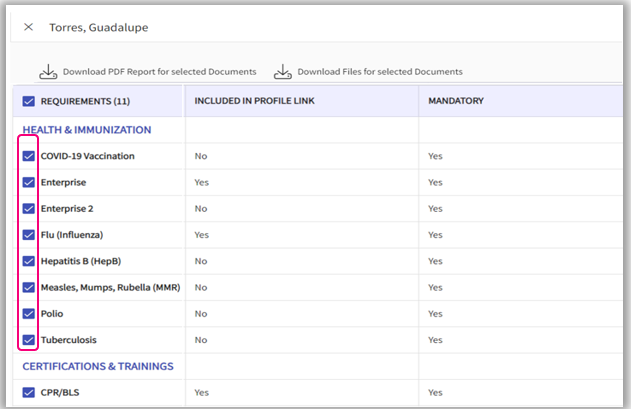 Torres, Guadalupe
Download PDF Report for selected Documents Download Files for selected Documents
REQUIREMENTS (11) INCLUDED IN PROFILE LINK MANDATORY
HEALTH & IMMUNIZATION
COVID-19 Vaccination No Yes
Enterprise Yes Yes
Enterprise 2 No Yes
Flu (Influenza) Yes Yes
Hepatitis B (HepB) No Yes
Measles, Mumps, Rubella (MMR) No Yes
Polio No Yes
Tuberculosis No Yes
CERTIFICATIONS & TRAININGS
CPR/BLS Yes Yes